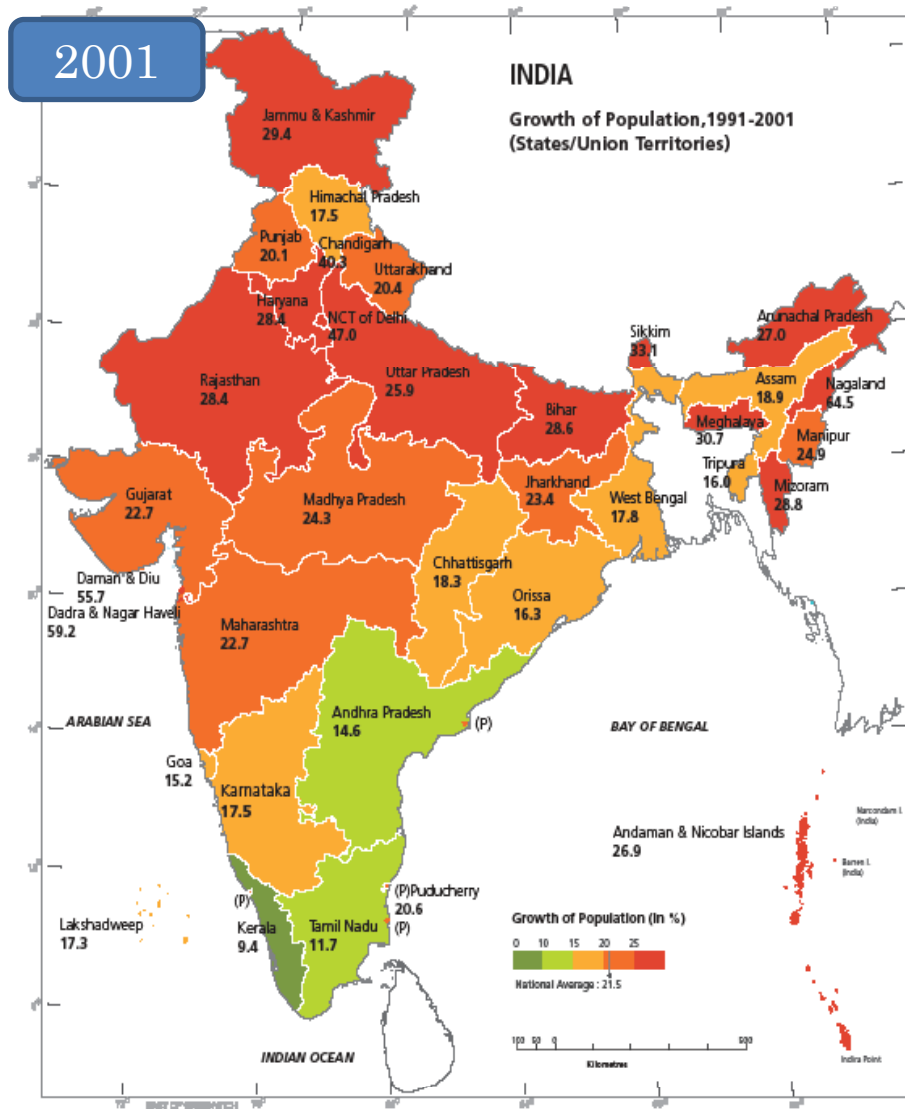 2001
INDIA
Growth of Population,1991-2001
(States/Union Territories)
Jammu & Kashmir
29.4
Himachal Pradesh
17.5
Punjab
20.1
Chandigarh
40.3
Uttarakhand
20.4
Haryana
28.4
NCT of Delhi
47.0
Rajasthan
28.4
Uttar Pradesh
25.9
Bihar
28.6
Sikkim
33.1
Arunachal Pradesh
27.0
Assam
18.9
Nagaland
64.5
Meghalaya
30.7
Manipur
24.9
Tripura
16.0
Mizoram
28.8
Gujarat
22.7
Madhya Pradesh
24.3
Jharkhand
23.4
West Bengal
17.8
Chhattisgarh
18.3
Orissa
16.3
Daman & Diu
55.7
Dadra & Nagar Haveli
59.2
Maharashtra
22.7
ARABIAN SEA
Andhra Pradesh
14.6
(P)
BAY OF BENGAL
Goa
15.2
Karnataka
17.5
Andaman & Nicobar Islands
26.9
Narcondam I.
(India)
Barren I.
(India)
(P)
(P)Puducherry
20.6
(P)
Lakshadweep
17.3
Kerala
9.4
Tamil Nadu
11.7
Growth of Population (In %)
0 10 15 20 25
National Average : 21.5
INDIAN OCEAN
100 50 0 500
Kilometres
Indira Point